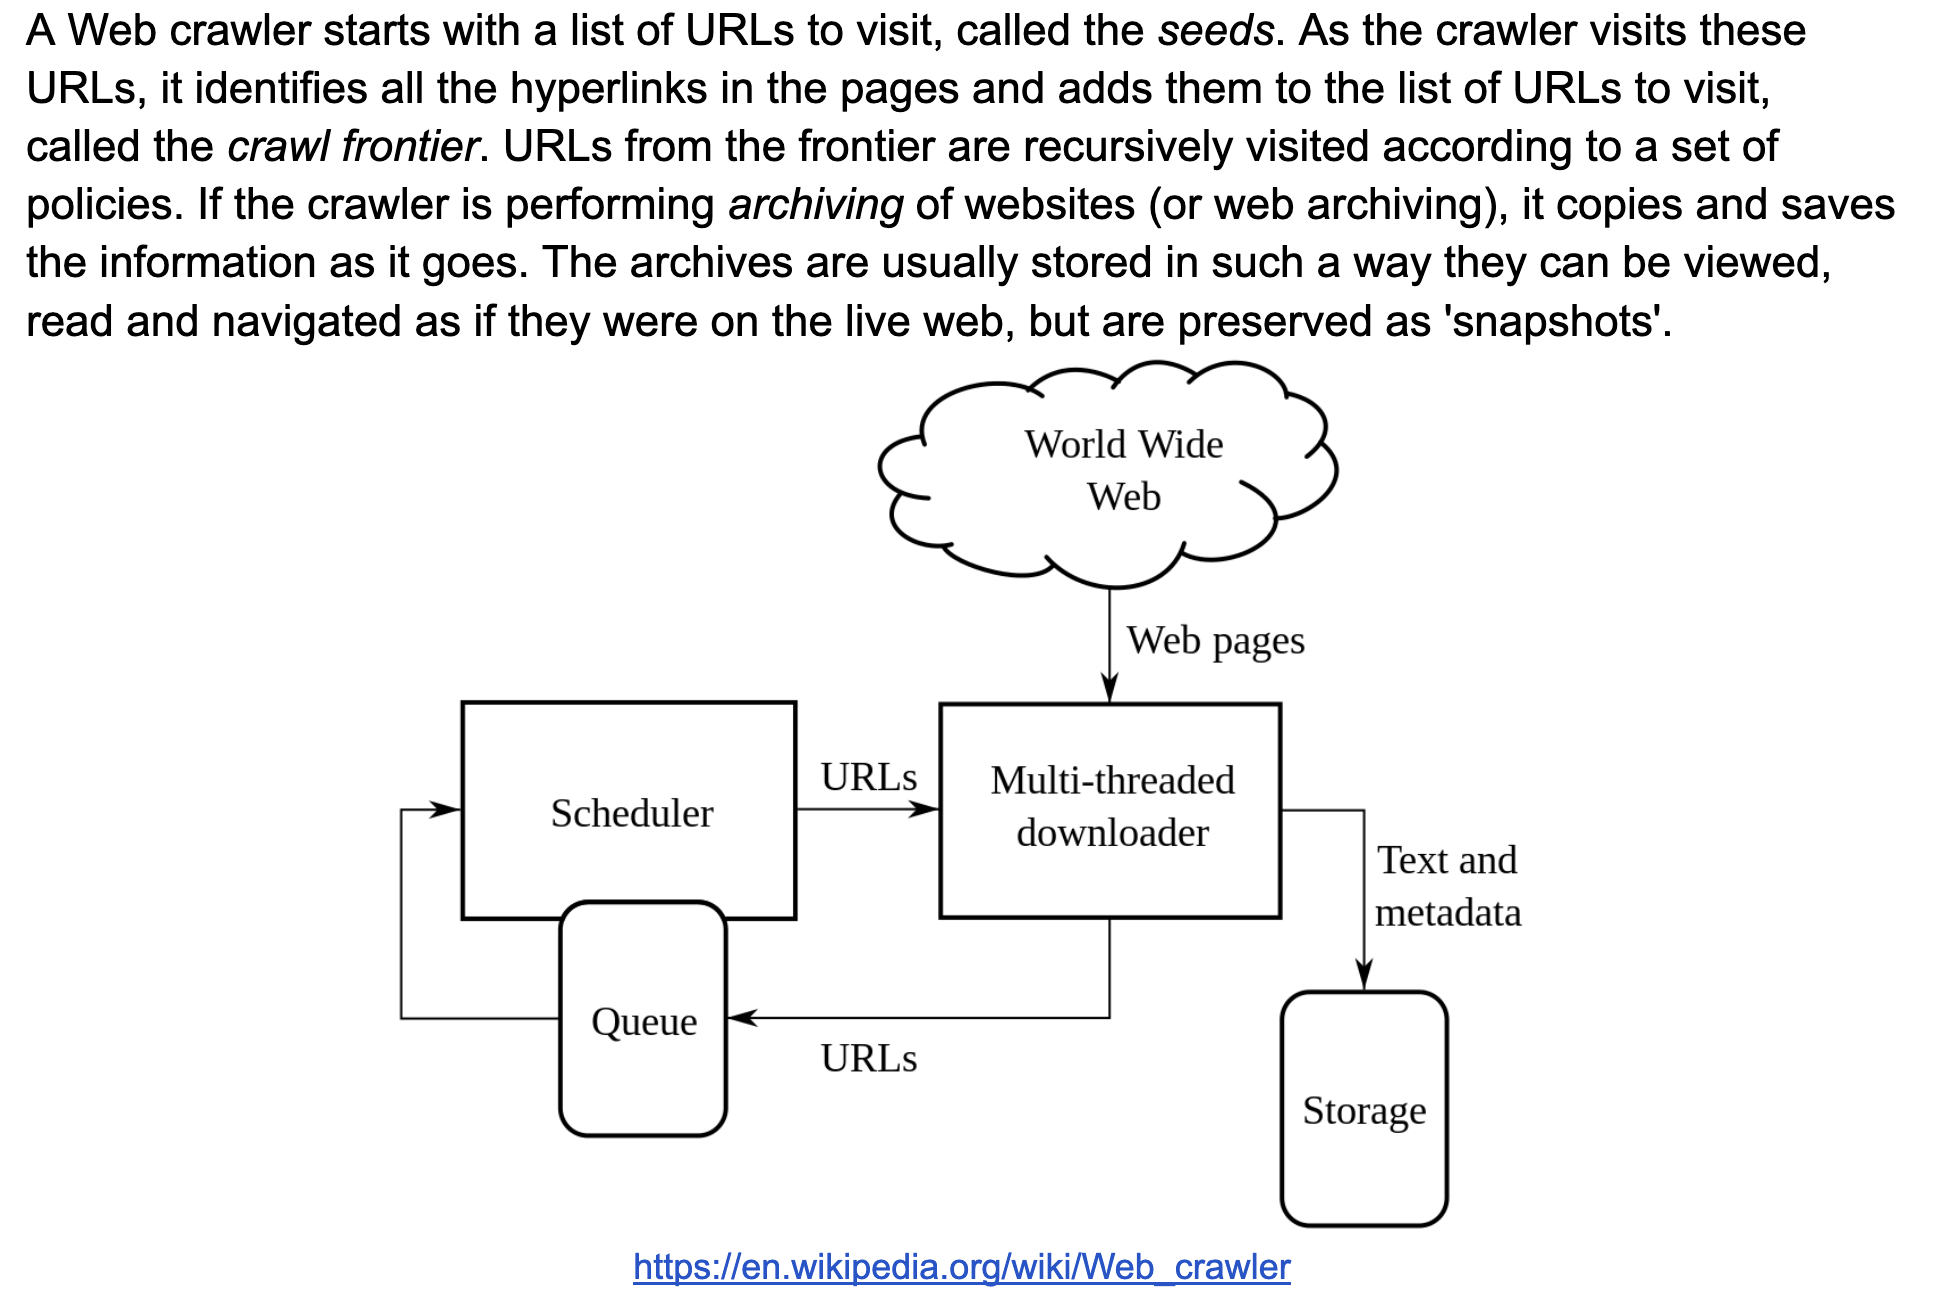 A Web crawler starts with a list of URLs to visit, called the seeds. As the crawler visits these
URLs, it identifies all the hyperlinks in the pages and adds them to the list of URLs to visit,
called the crawl frontier. URLs from the frontier are recursively visited according to a set of
policies. If the crawler is performing archiving of websites (or web archiving), it copies and saves
the information as it goes. The archives are usually stored in such a way they can be viewed,
read and navigated as if they were on the live web, but are preserved as 'snapshots'.
World Wide
Web
Web pages
Scheduler
URLs
Multi-threaded
downloader
Text and
metadata
Queue
URLs
Storage
https://en.wikipedia.org/wiki/Web_crawler